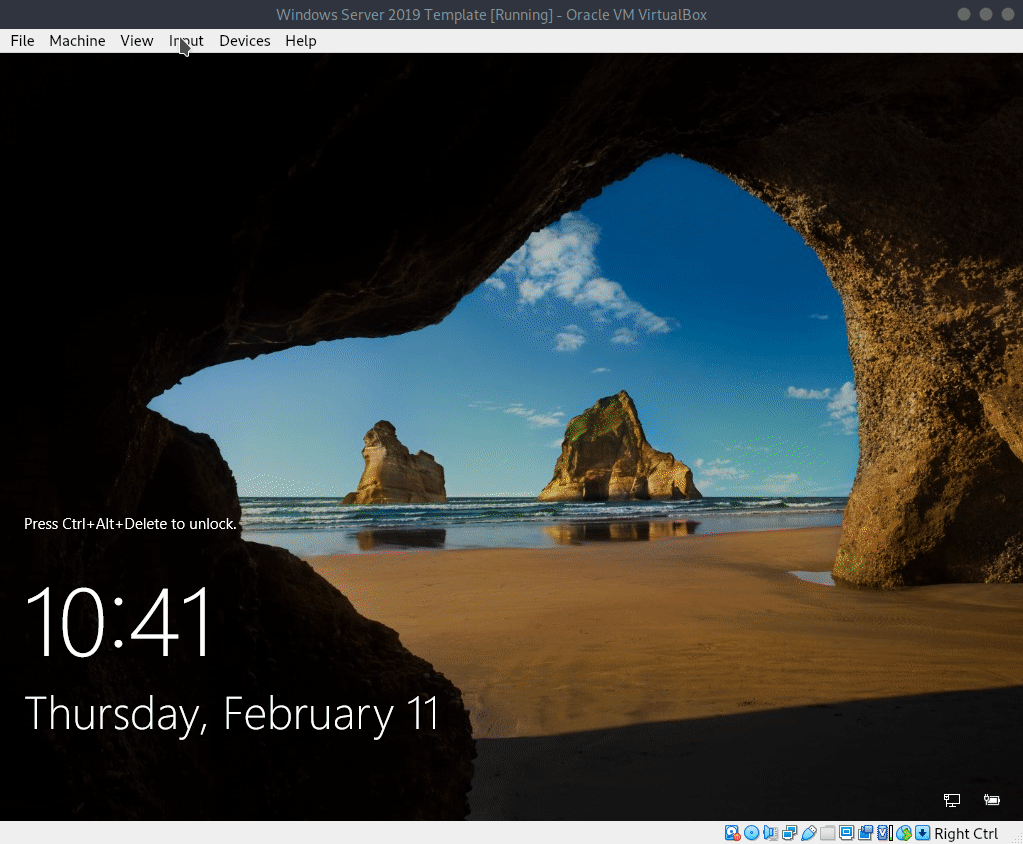 Windows Server 2019 Template [Running] - Oracle VM VirtualBox
File Machine View Input Devices Help
Press Ctrl+Alt+Delete to unlock.
10:41
Thursday, February 11
Right Ctrl